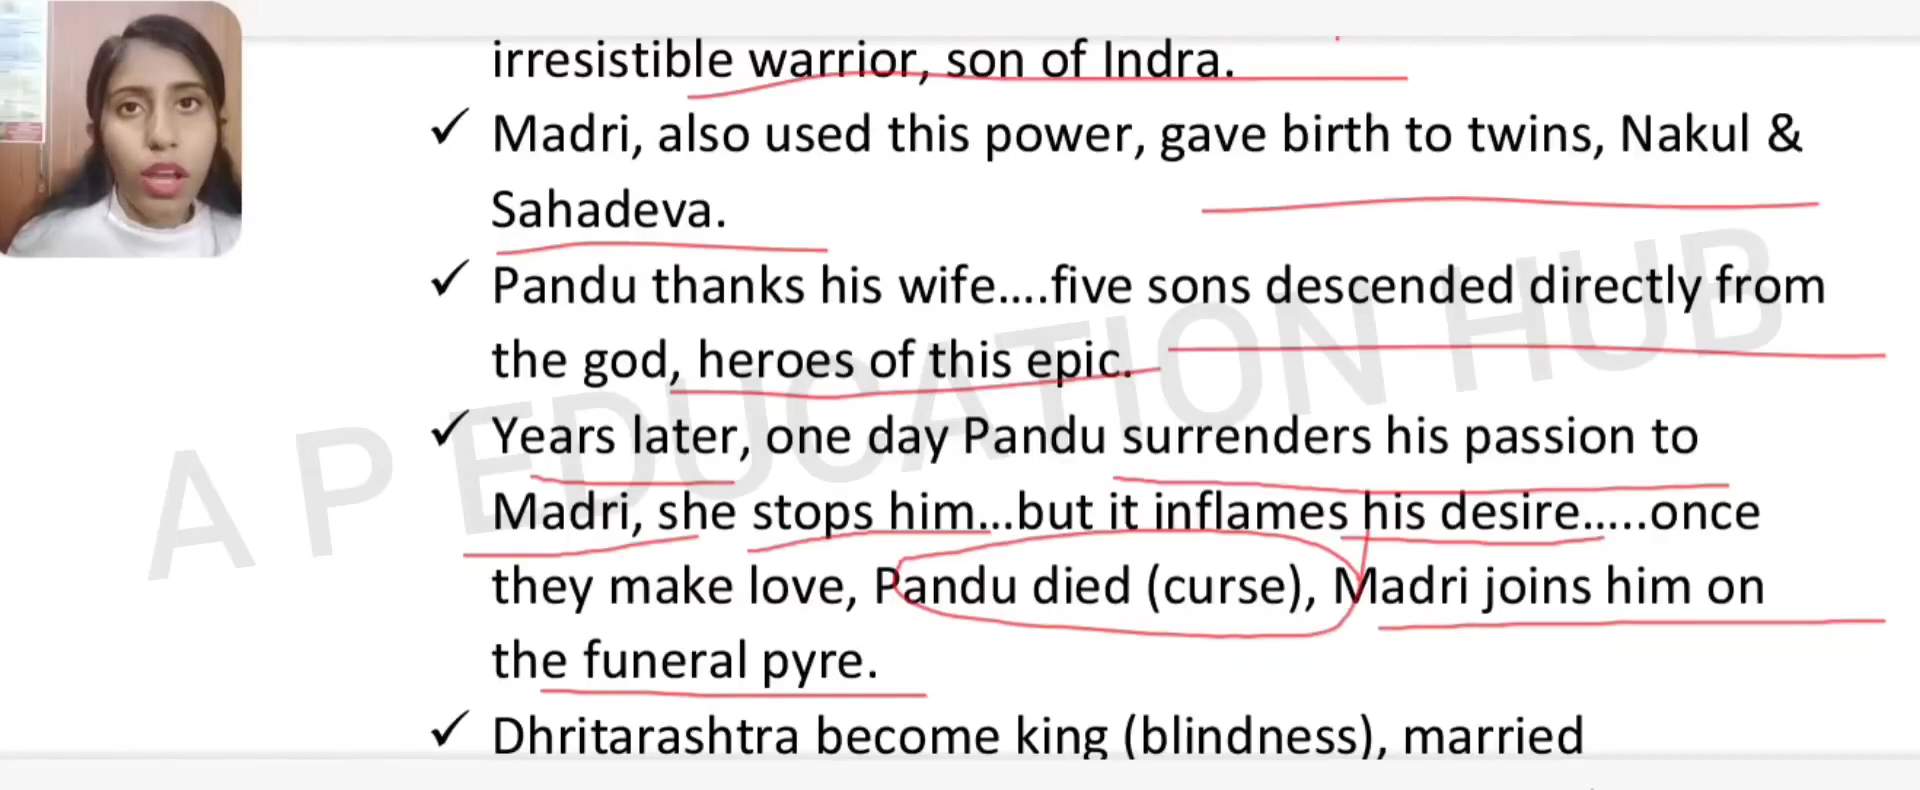 irresistible warrior, son of Indra.
✓ Madri, also used this power, gave birth to twins, Nakul &
Sahadeva.
✓ Pandu thanks his wife....five sons descended directly from
the god, heroes of this epic.
✓ Years later, one day Pandu surrenders his passion to
Madri, she stops him...but it inflames his desire.....once
they make love, Pandu died (curse), Madri joins him on
the funeral pyre.
✓ Dhritarashtra become king (blindness), married
A P EDUCATION HUB